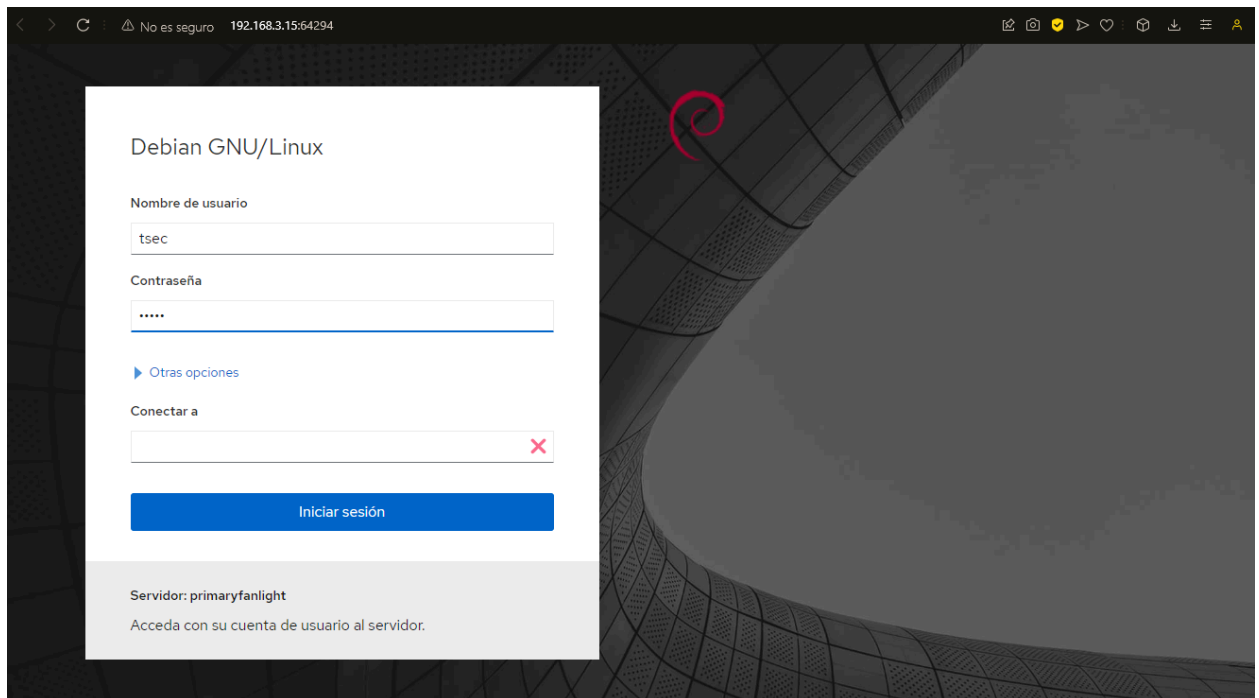 No es seguro 192.168.3.15:64294
Debian GNU/Linux
Nombre de usuario
tsec
Contraseña
•••••
Otras opciones
Conectar a
Iniciar sesión
Servidor: primaryfanlight
Acceda con su cuenta de usuario al servidor.